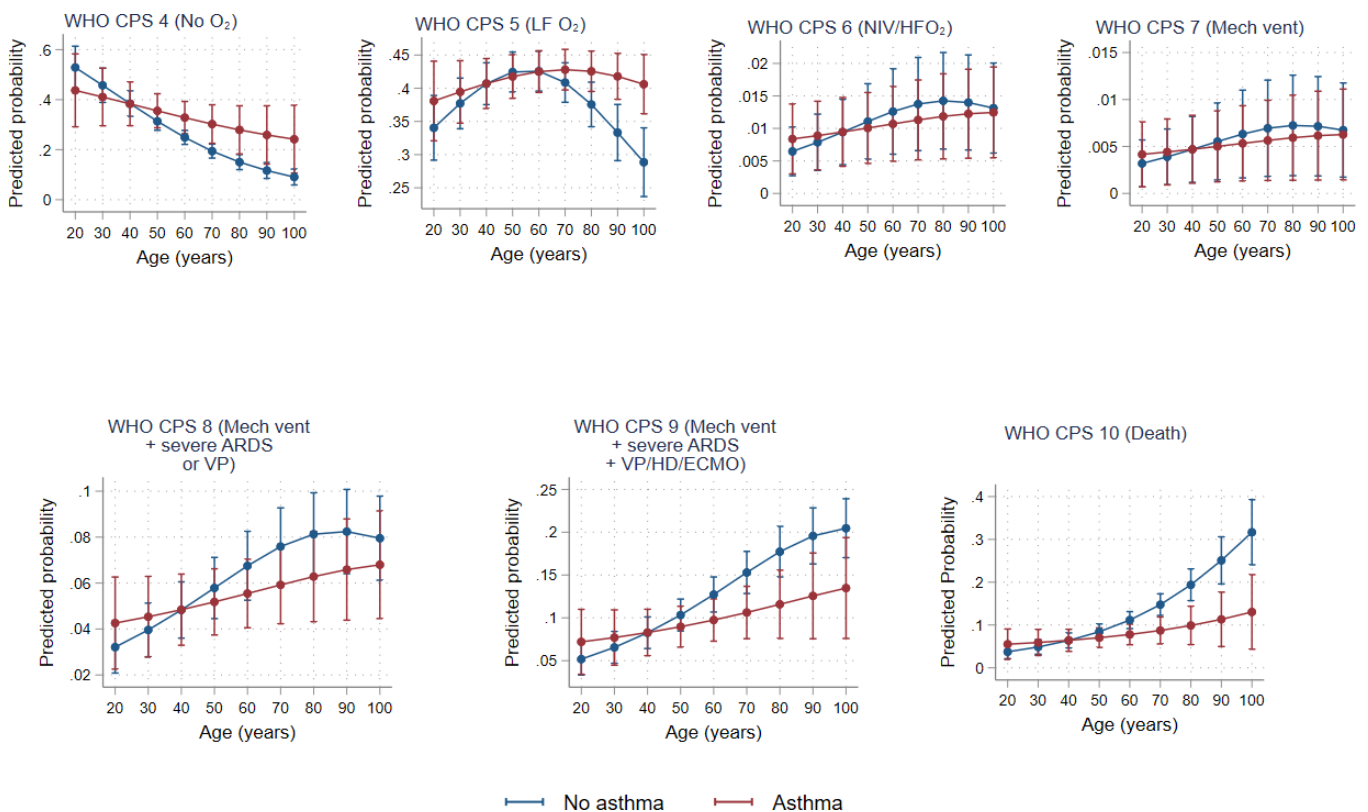 WHO CPS 4 (No O₂)
Predicted probability
.6
.4
.2
0
20 30 40 50 60 70 80 90 100
Age (years)
WHO CPS 5 (LF O₂)
Predicted probability
.45
.4
.35
.3
.25
20 30 40 50 60 70 80 90 100
Age (years)
WHO CPS 6 (NIV/HFO₂)
Predicted probability
.02
.015
.01
.005
0
20 30 40 50 60 70 80 90 100
Age (years)
WHO CPS 7 (Mech vent)
Predicted probability
.015
.01
.005
0
20 30 40 50 60 70 80 90 100
Age (years)
WHO CPS 8 (Mech vent
+ severe ARDS
or VP)
Predicted probability
.1
.08
.06
.04
.02
20 30 40 50 60 70 80 90 100
Age (years)
WHO CPS 9 (Mech vent
+ severe ARDS
+ VP/HD/ECMO)
Predicted probability
.25
.2
.15
.1
.05
20 30 40 50 60 70 80 90 100
Age (years)
WHO CPS 10 (Death)
Predicted Probability
.4
.3
.2
.1
0
20 30 40 50 60 70 80 90 100
Age (years)
No asthma Asthma